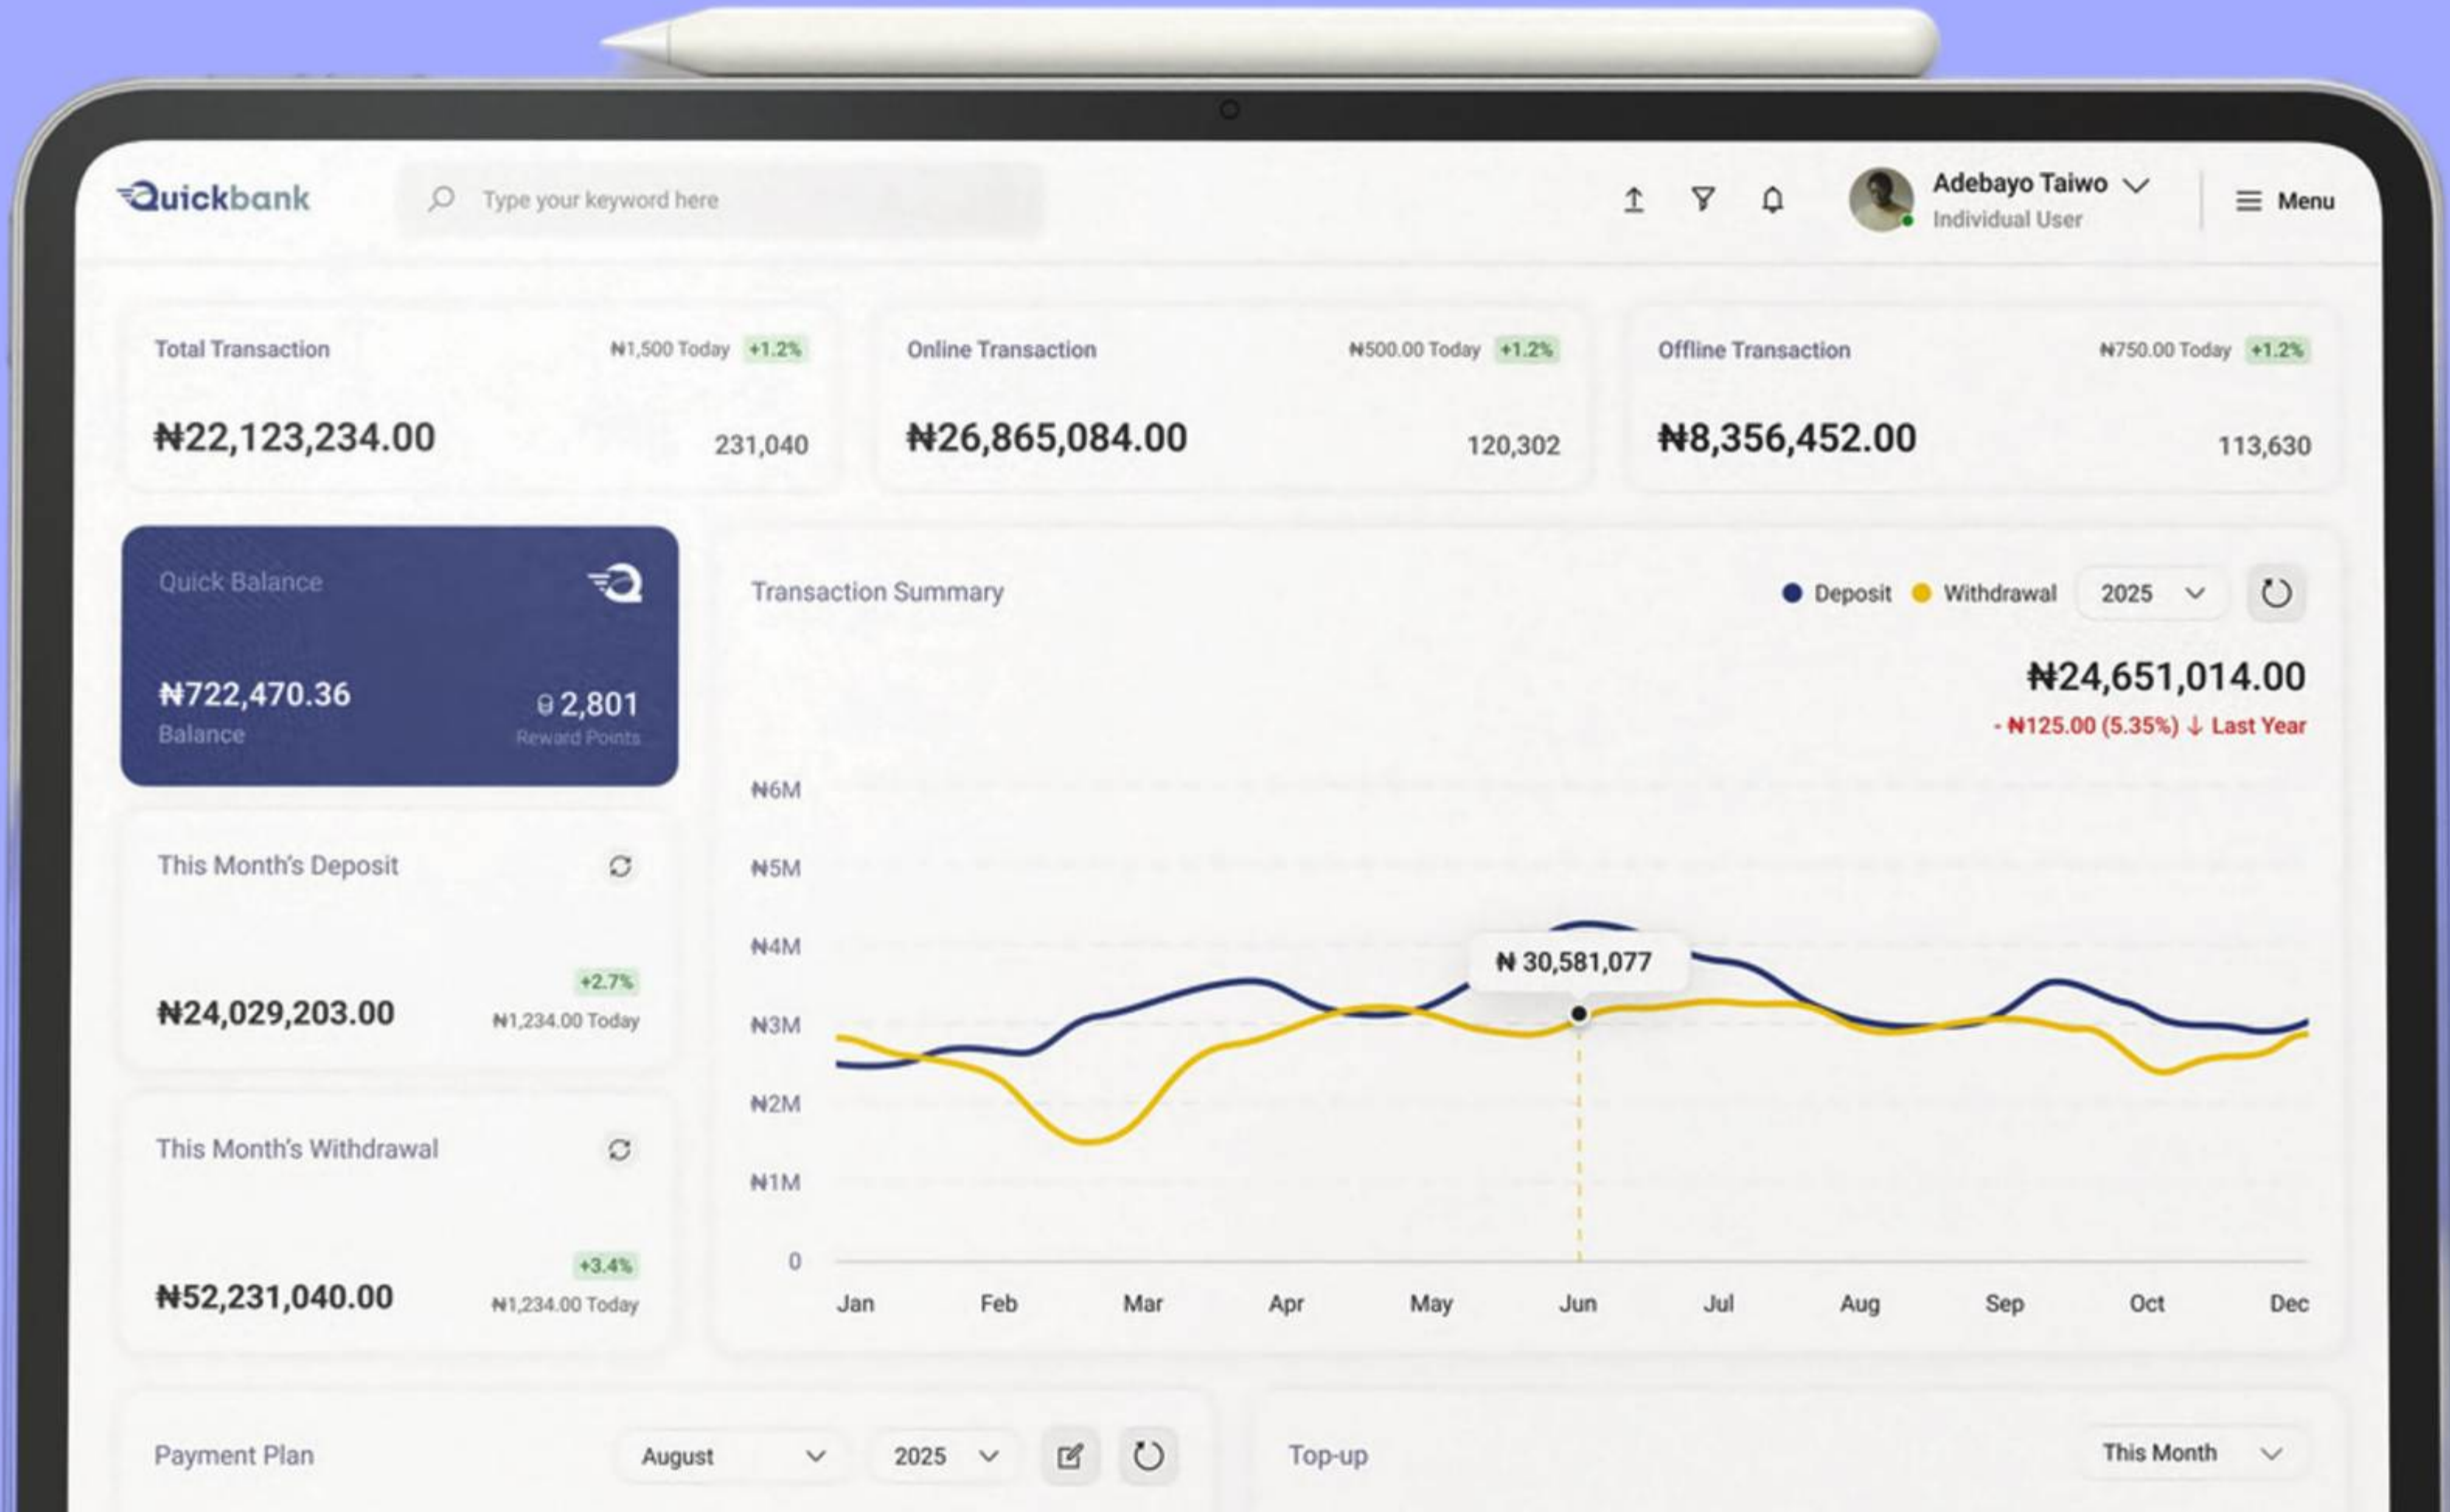 Quickbank
Type your keyword here
Adebayo Taiwo
Individual User
Menu
Total Transaction
₦1,500 Today +1.2%
₦22,123,234.00
231,040
Online Transaction
₦500.00 Today +1.2%
₦26,865,084.00
120,302
Offline Transaction
₦750.00 Today +1.2%
₦8,356,452.00
113,630
Quick Balance
₦722,470.36
Balance
2,801
Reward Points
This Month's Deposit
+2.7%
₦24,029,203.00
₦1,234.00 Today
This Month's Withdrawal
+3.4%
₦52,231,040.00
₦1,234.00 Today
Transaction Summary
Deposit Withdrawal 2025
₦24,651,014.00
- ₦125.00 (5.35%) ↓ Last Year
₦6M
₦5M
₦4M
₦ 30,581,077
₦3M
₦2M
₦1M
0
Jan Feb Mar Apr May Jun Jul Aug Sep Oct Dec
Payment Plan August 2025
Top-up This Month